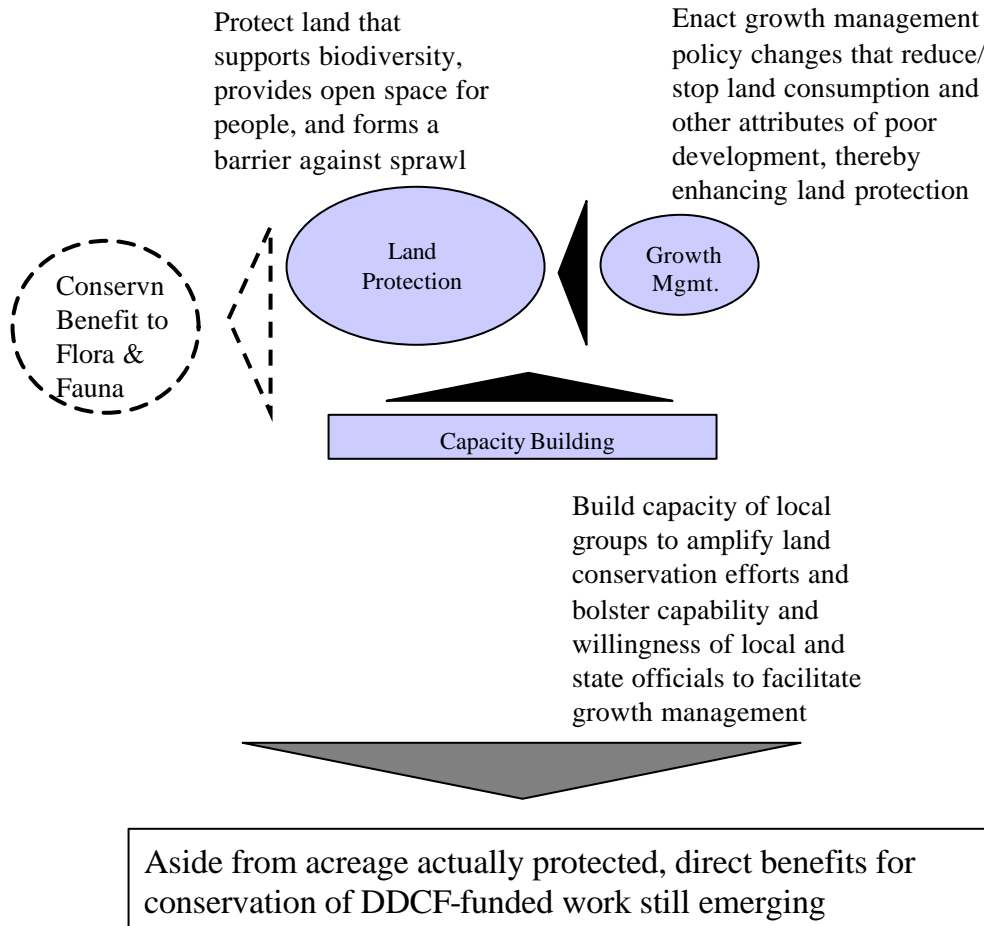 Protect land that
supports biodiversity,
provides open space for
people, and forms a
barrier against sprawl
Enact growth management
policy changes that reduce/
stop land consumption and
other attributes of poor
development, thereby
enhancing land protection
Conservn
Benefit to
Flora &
Fauna
Land
Protection
Growth
Mgmt.
Capacity Building
Build capacity of local
groups to amplify land
conservation efforts and
bolster capability and
willingness of local and
state officials to facilitate
growth management
Aside from acreage actually protected, direct benefits for
conservation of DDCF-funded work still emerging